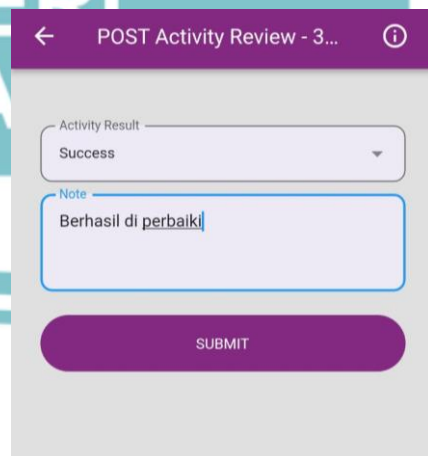 POST Activity Review - 3...
Activity Result
Success
Note
Berhasil di perbaiki
SUBMIT